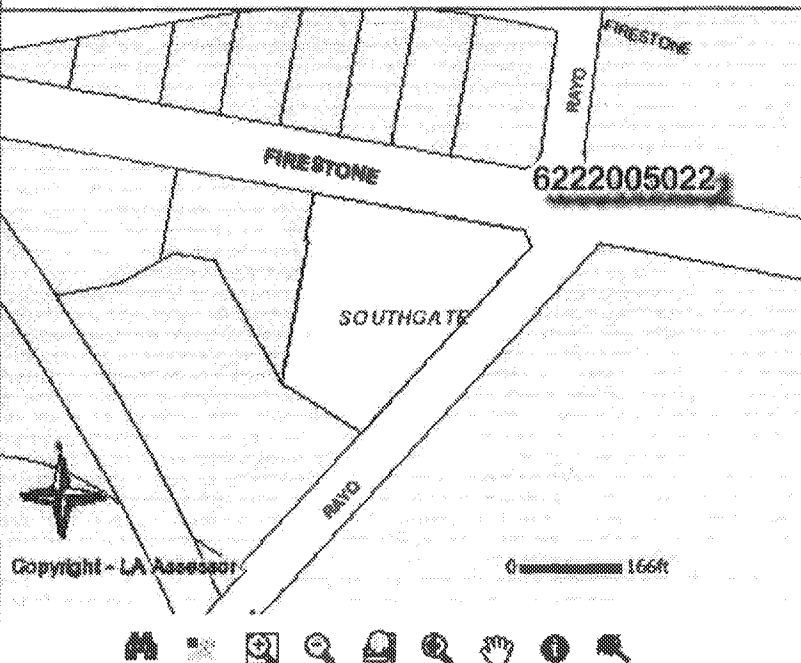 FIRESTONE
RAYO
FIRESTONE
6222005022
SOUTHGATE
RAYO
Copyright - LA Assessor
0 166ft